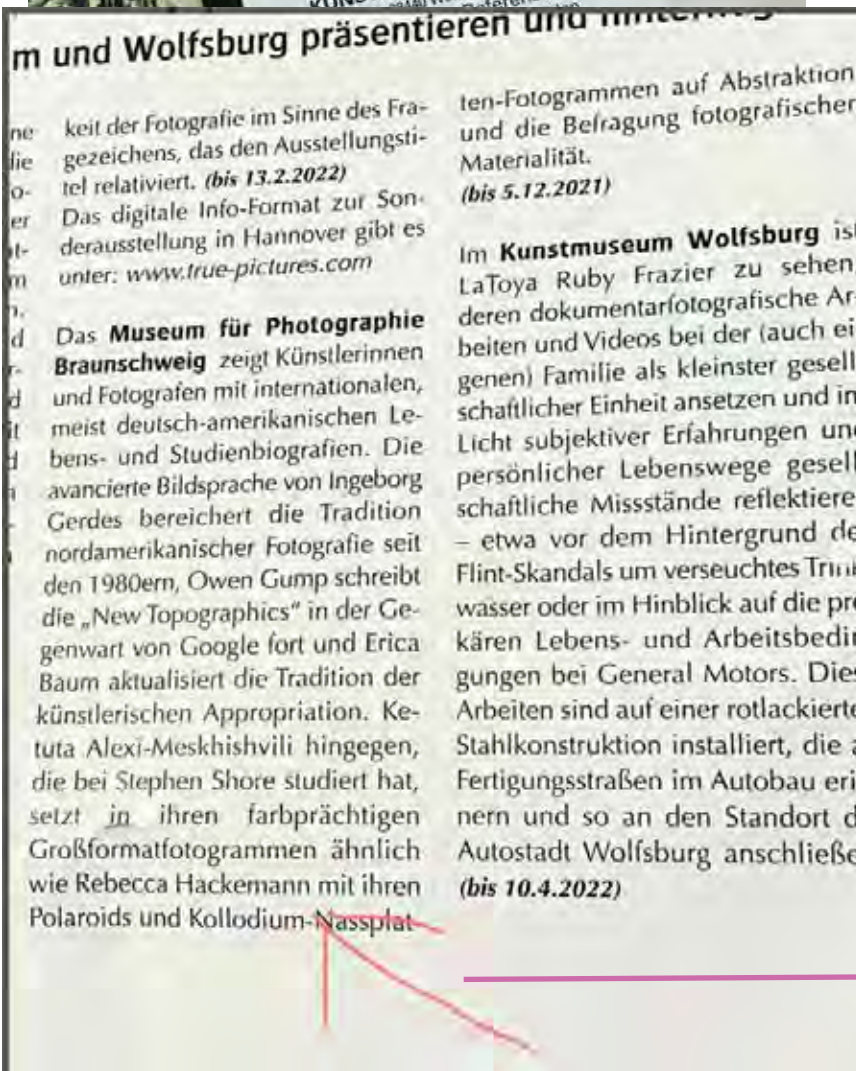 m und Wolfsburg präsentieren und
ne
lie
o-
er
t-
m
n,
d
r-
d
it
d
keit der Fotografie im Sinne des Fra-
gezeichens, das den Ausstellungsti-
tel relativiert. (bis 13.2.2022)
Das digitale Info-Format zur Son-
derausstellung in Hannover gibt es
unter: www.true-pictures.com
Das Museum für Photographie
Braunschweig zeigt Künstlerinnen
und Fotografen mit internationalen,
meist deutsch-amerikanischen Le-
bens- und Studienbiografien. Die
avancierte Bildsprache von Ingeborg
Gerdes bereichert die Tradition
nordamerikanischer Fotografie seit
den 1980ern, Owen Gump schreibt
die „New Topographics“ in der Ge-
genwart von Google fort und Erica
Baum aktualisiert die Tradition der
künstlerischen Appropriation. Ke-
tuta Alexi-Meskhishvili hingegen,
die bei Stephen Shore studiert hat,
setzt in ihren farbprächtigen
Großformatfotogrammen ähnlich
wie Rebecca Hackemann mit ihren
Polaroids und Kollodium-Nassplat-
ten-Fotogrammen auf Abstraktion
und die Befragung fotografischer
Materialität.
(bis 5.12.2021)
Im Kunstmuseum Wolfsburg ist
LaToya Ruby Frazier zu sehen,
deren dokumentarfotografische Ar-
beiten und Videos bei der (auch ei
genen) Familie als kleinster gesell
schaftlicher Einheit ansetzen und in
Licht subjektiver Erfahrungen und
persönlicher Lebenswege gesell
schaftliche Missstände reflektiere
– etwa vor dem Hintergrund de
Flint-Skandals um verseuchtes Trink
wasser oder im Hinblick auf die pre
kären Lebens- und Arbeitsbedin
gungen bei General Motors. Dies
Arbeiten sind auf einer rotlackierte
Stahlkonstruktion installiert, die a
Fertigungsstraßen im Autobau eri
nern und so an den Standort d
Autostadt Wolfsburg anschließe
(bis 10.4.2022)